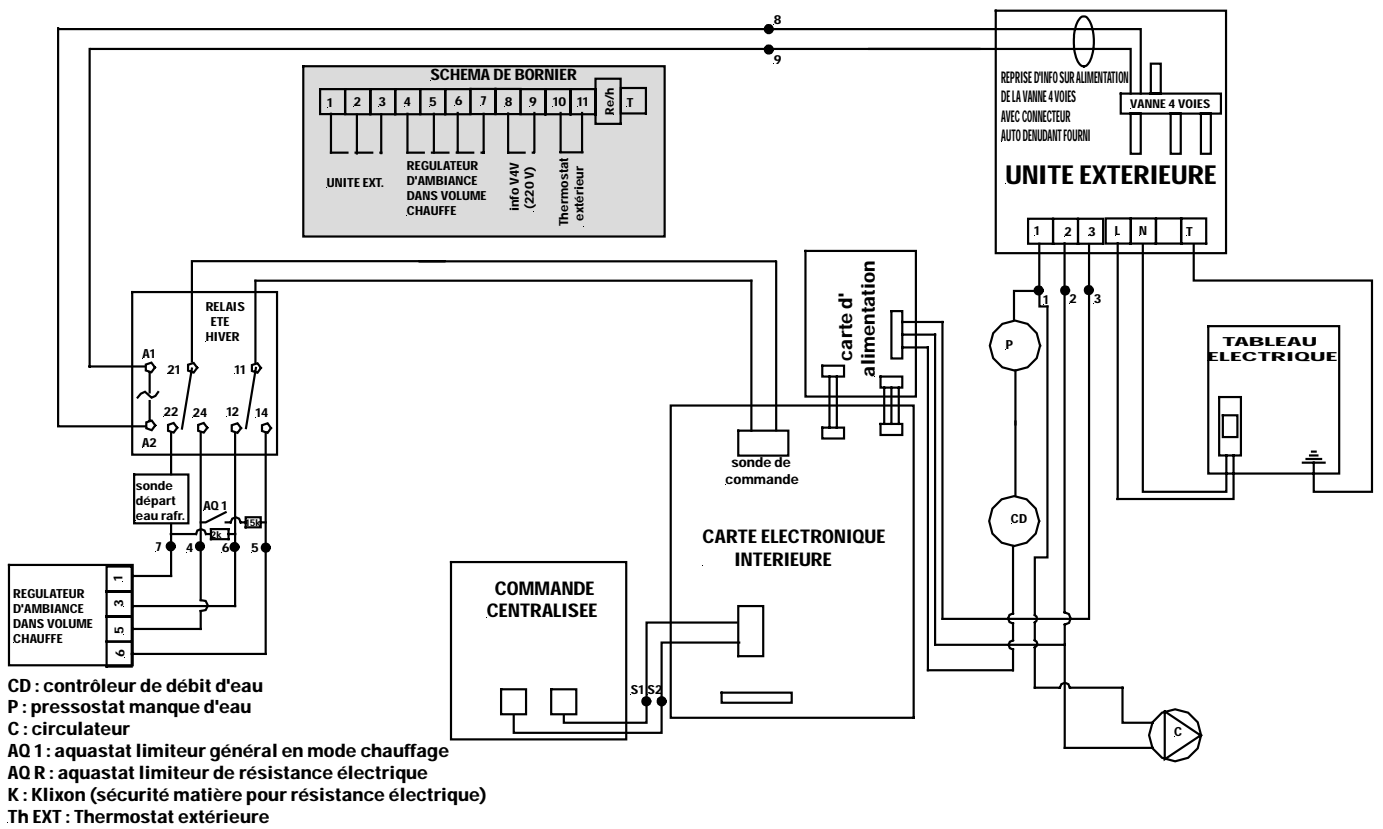 8
9
SCHEMA DE BORNIER
1 2 3 4 5 6 7 8 9 10 11 Re/h T
UNITE EXT.
REGULATEUR
D'AMBIANCE
DANS VOLUME
CHAUFFE
info V4V
(220 V)
Thermostat
extérieur
REPRISE D'INFO SUR ALIMENTATION
DE LA VANNE 4 VOIES
AVEC CONNECTEUR
AUTO DENUDANT FOURNI
VANNE 4 VOIES
UNITE EXTERIEURE
1 2 3 L N T
1 2 3
RELAIS
ETE
HIVER
A1
21
11
22 24 12 14
A2
carte d'
alimentation
P
TABLEAU
ELECTRIQUE
sonde de
commande
sonde
départ
eau rafr.
AQ 1
15k
2k
7 4 6 5
CD
CARTE ELECTRONIQUE
INTERIEURE
REGULATEUR
D'AMBIANCE
DANS VOLUME
CHAUFFE
1
3
5
6
COMMANDE
CENTRALISEE
S1 S2
C
CD : contrôleur de débit d'eau
P : pressostat manque d'eau
C : circulateur
AQ 1 : aquastat limiteur général en mode chauffage
AQ R : aquastat limiteur de résistance électrique
K : Klixon (sécurité matière pour résistance électrique)
Th EXT : Thermostat extérieure